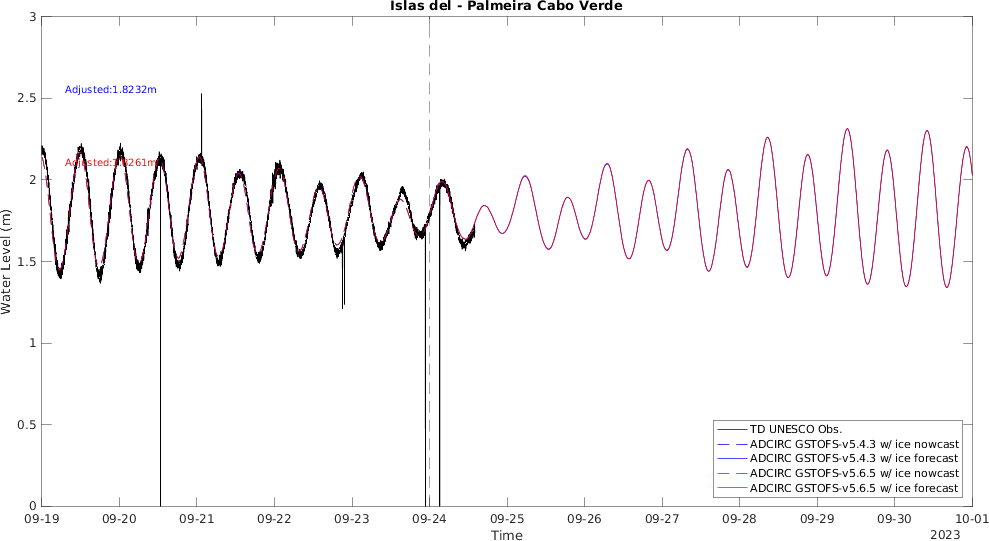 Islas del - Palmeira Cabo Verde
3
2.5
2
1.5
1
0.5
0
Water Level (m)
Adjusted:1.8232m
Adjusted:1.8261m
TD UNESCO Obs.
ADCIRC GSTOFS-v5.4.3 w/ ice nowcast
ADCIRC GSTOFS-v5.4.3 w/ ice forecast
ADCIRC GSTOFS-v5.6.5 w/ ice nowcast
ADCIRC GSTOFS-v5.6.5 w/ ice forecast
09-19 09-20 09-21 09-22 09-23 09-24 09-25 09-26 09-27 09-28 09-29 09-30 10-01
Time
2023